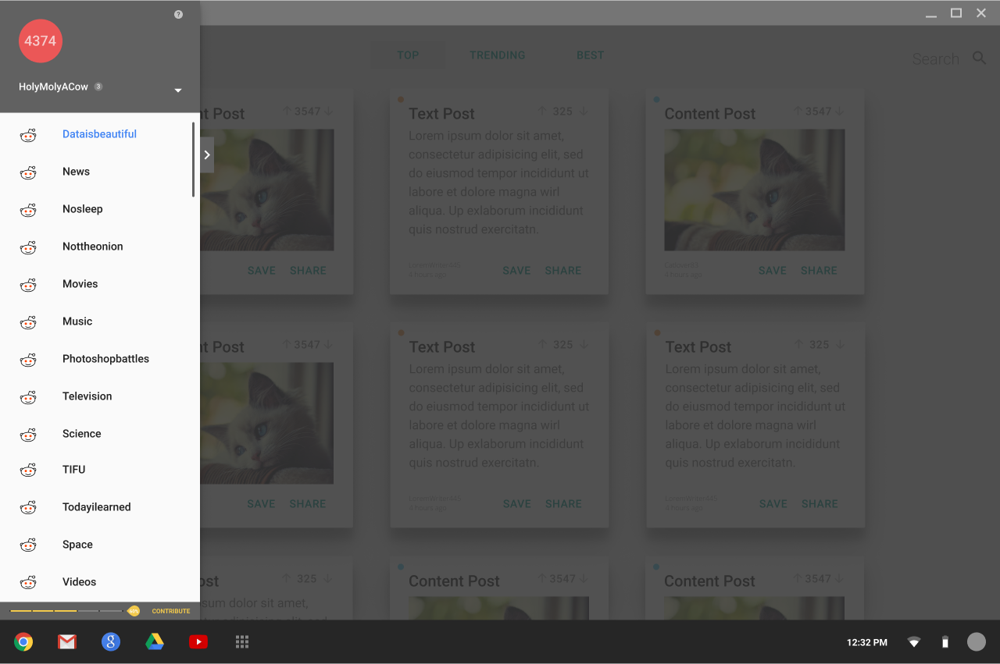 4374
?
HolyMolyACow 3
Dataisbeautiful
News
Nosleep
Nottheonion
Movies
Music
Photoshopbattles
Television
Science
TIFU
Todayilearned
Space
Videos
CONTRIBUTE
TOP TRENDING BEST
Search
t Post ↑ 3547 ↓
SAVE SHARE
Text Post ↑ 325 ↓
Lorem ipsum dolor sit amet,
consectetur adipisicing elit, sed
do eiusmod tempor incididunt ut
labore et dolore magna wirl
aliqua. Up exlaborum incididunt
quis nostrud exercitatn.
4 hours ago
SAVE SHARE
Content Post ↑ 3547 ↓
4 hours ago
SAVE SHARE
t Post ↑ 3547 ↓
SAVE SHARE
Text Post ↑ 325 ↓
Lorem ipsum dolor sit amet,
consectetur adipisicing elit, sed
do eiusmod tempor incididunt ut
labore et dolore magna wirl
aliqua. Up exlaborum incididunt
quis nostrud exercitatn.
4 hours ago
SAVE SHARE
Text Post ↑ 325 ↓
Lorem ipsum dolor sit amet,
consectetur adipisicing elit, sed
do eiusmod tempor incididunt ut
labore et dolore magna wirl
aliqua. Up exlaborum incididunt
quis nostrud exercitatn.
4 hours ago
SAVE SHARE
ost ↑ 325 ↓
sum dolor sit amet,
Content Post ↑ 3547 ↓
Content Post ↑ 3547 ↓
8
12:32 PM